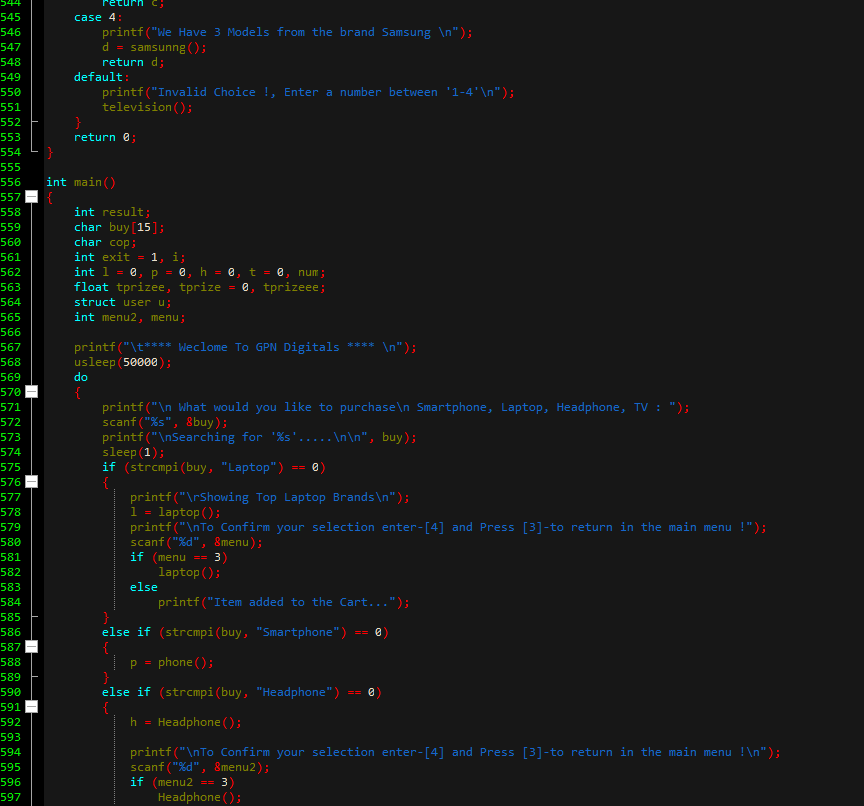 544 return c;
545 case 4:
546 printf("We Have 3 Models from the brand Samsung \n");
547 d = samsunng();
548 return d;
549 default:
550 printf("Invalid Choice !, Enter a number between '1-4'\n");
551 television();
552 }
553 return 0;
554 }
555
556 int main()
557 {
558 int result;
559 char buy[15];
560 char cop;
561 int exit = 1, i;
562 int l = 0, p = 0, h = 0, t = 0, num;
563 float tprizee, tprize = 0, tprizeee;
564 struct user u;
565 int menu2, menu;
566
567 printf("\t**** Weclome To GPN Digitals **** \n");
568 usleep(50000);
569 do
570 {
571 printf("\n What would you like to purchase\n Smartphone, Laptop, Headphone, TV : ");
572 scanf("%s", &buy);
573 printf("\nSearching for '%s'.....\n\n", buy);
574 sleep(1);
575 if (strcmpi(buy, "Laptop") == 0)
576 {
577 printf("\rShowing Top Laptop Brands\n");
578 l = laptop();
579 printf("\nTo Confirm your selection enter-[4] and Press [3]-to return in the main menu !");
580 scanf("%d", &menu);
581 if (menu == 3)
582 laptop();
583 else
584 printf("Item added to the Cart...");
585 }
586 else if (strcmpi(buy, "Smartphone") == 0)
587 {
588 p = phone();
589 }
590 else if (strcmpi(buy, "Headphone") == 0)
591 {
592 h = Headphone();
593
594 printf("\nTo Confirm your selection enter-[4] and Press [3]-to return in the main menu !\n");
595 scanf("%d", &menu2);
596 if (menu2 == 3)
597 Headphone();